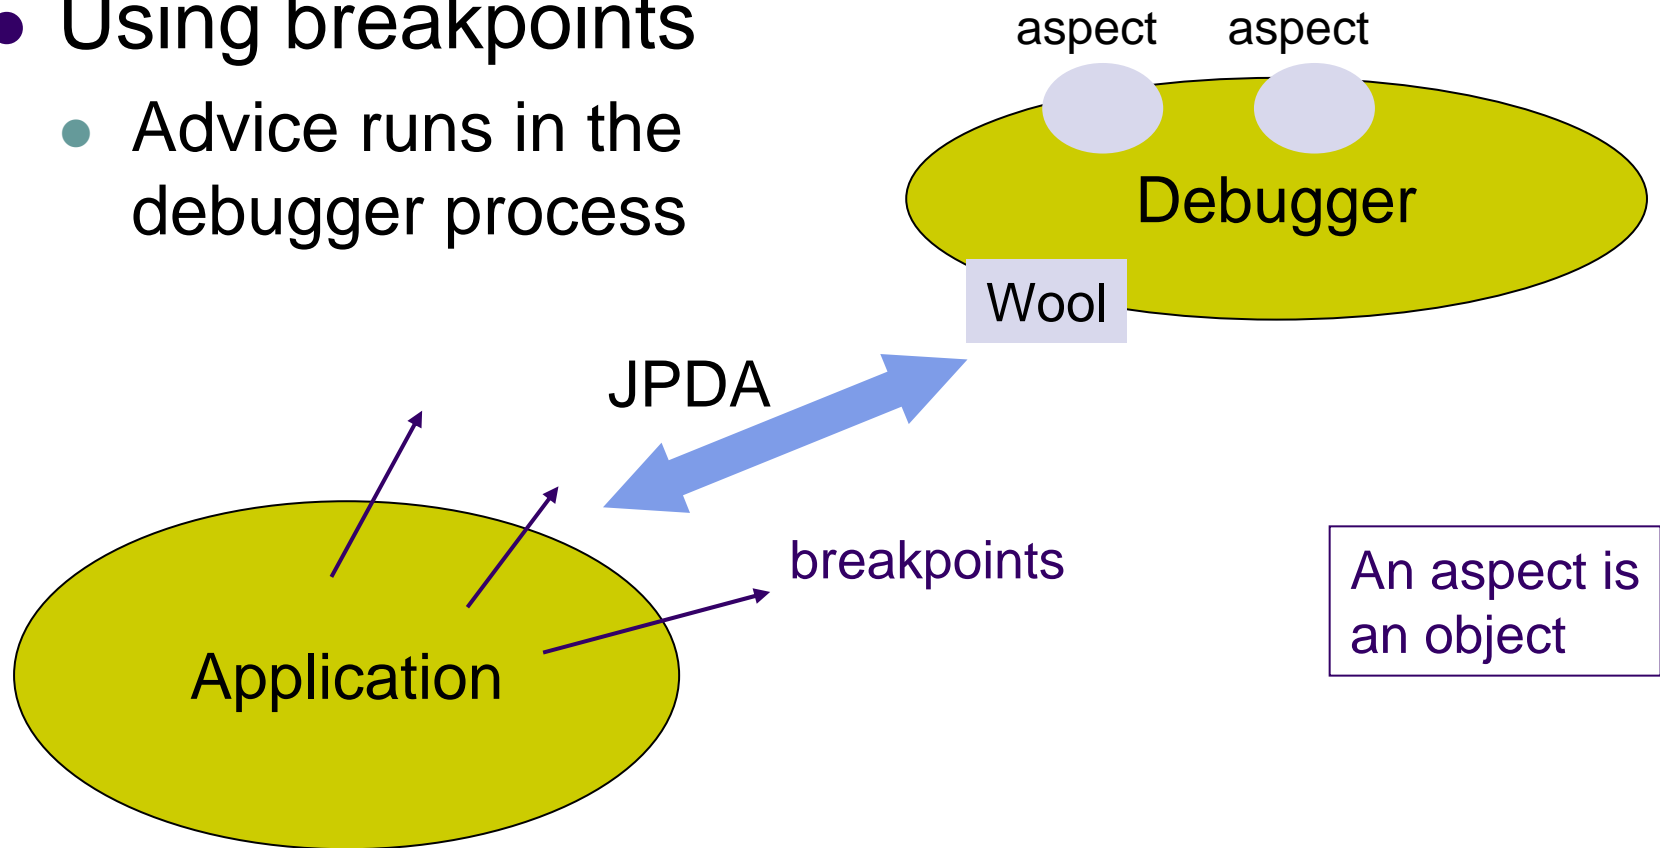 Using breakpoints
Advice runs in the
debugger process
aspect aspect
Debugger
Wool
JPDA
breakpoints
Application
An aspect is
an object